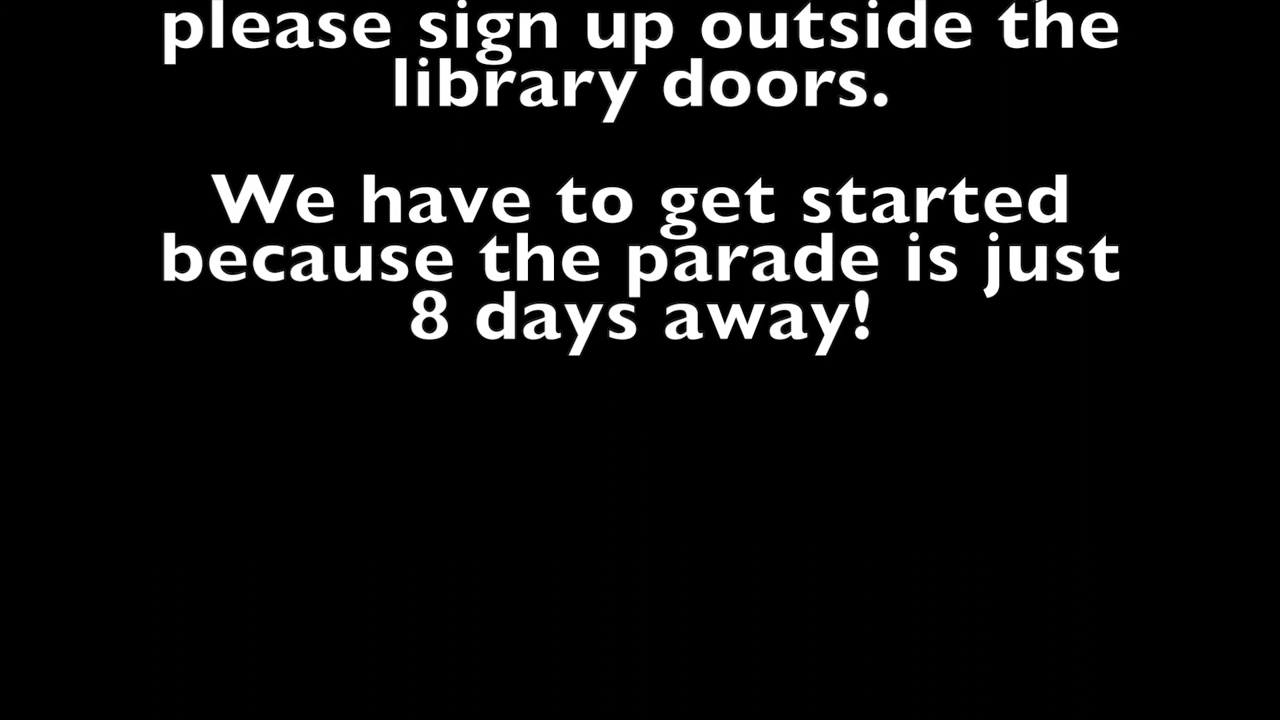 please sign up outside the
library doors.
We have to get started
because the parade is just
8 days away!